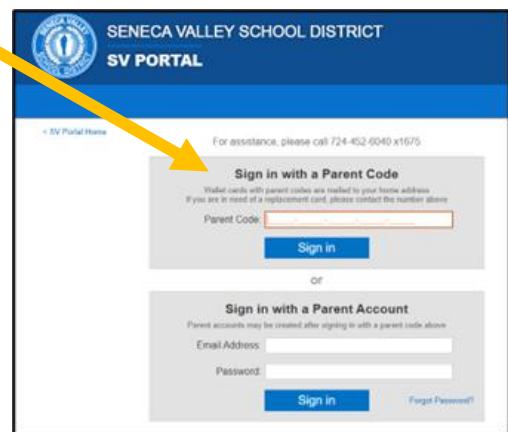 SENECA VALLEY SCHOOL DISTRICT
SV PORTAL
< SV Portal Home
For assistance, please call 724-452-6040 x1675
Sign in with a Parent Code
Wallet cards with parent codes are mailed to your home address
If you are in need of a replacement card, please contact the number above
Parent Code:
Sign in
or
Sign in with a Parent Account
Parent accounts may be created after signing in with a parent code above
Email Address:
Password:
Sign in
Forgot Password?